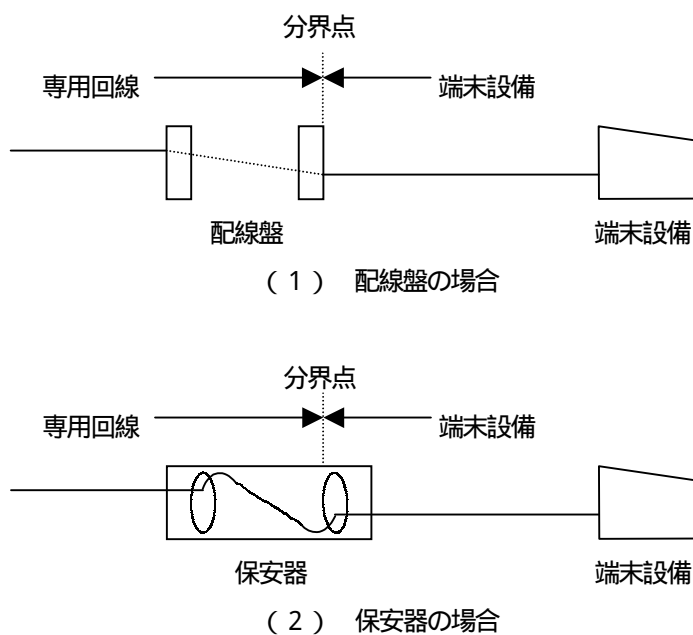 分界点
専用回線 端末設備
配線盤 端末設備
(1) 配線盤の場合
分界点
専用回線 端末設備
保安器 端末設備
(2) 保安器の場合